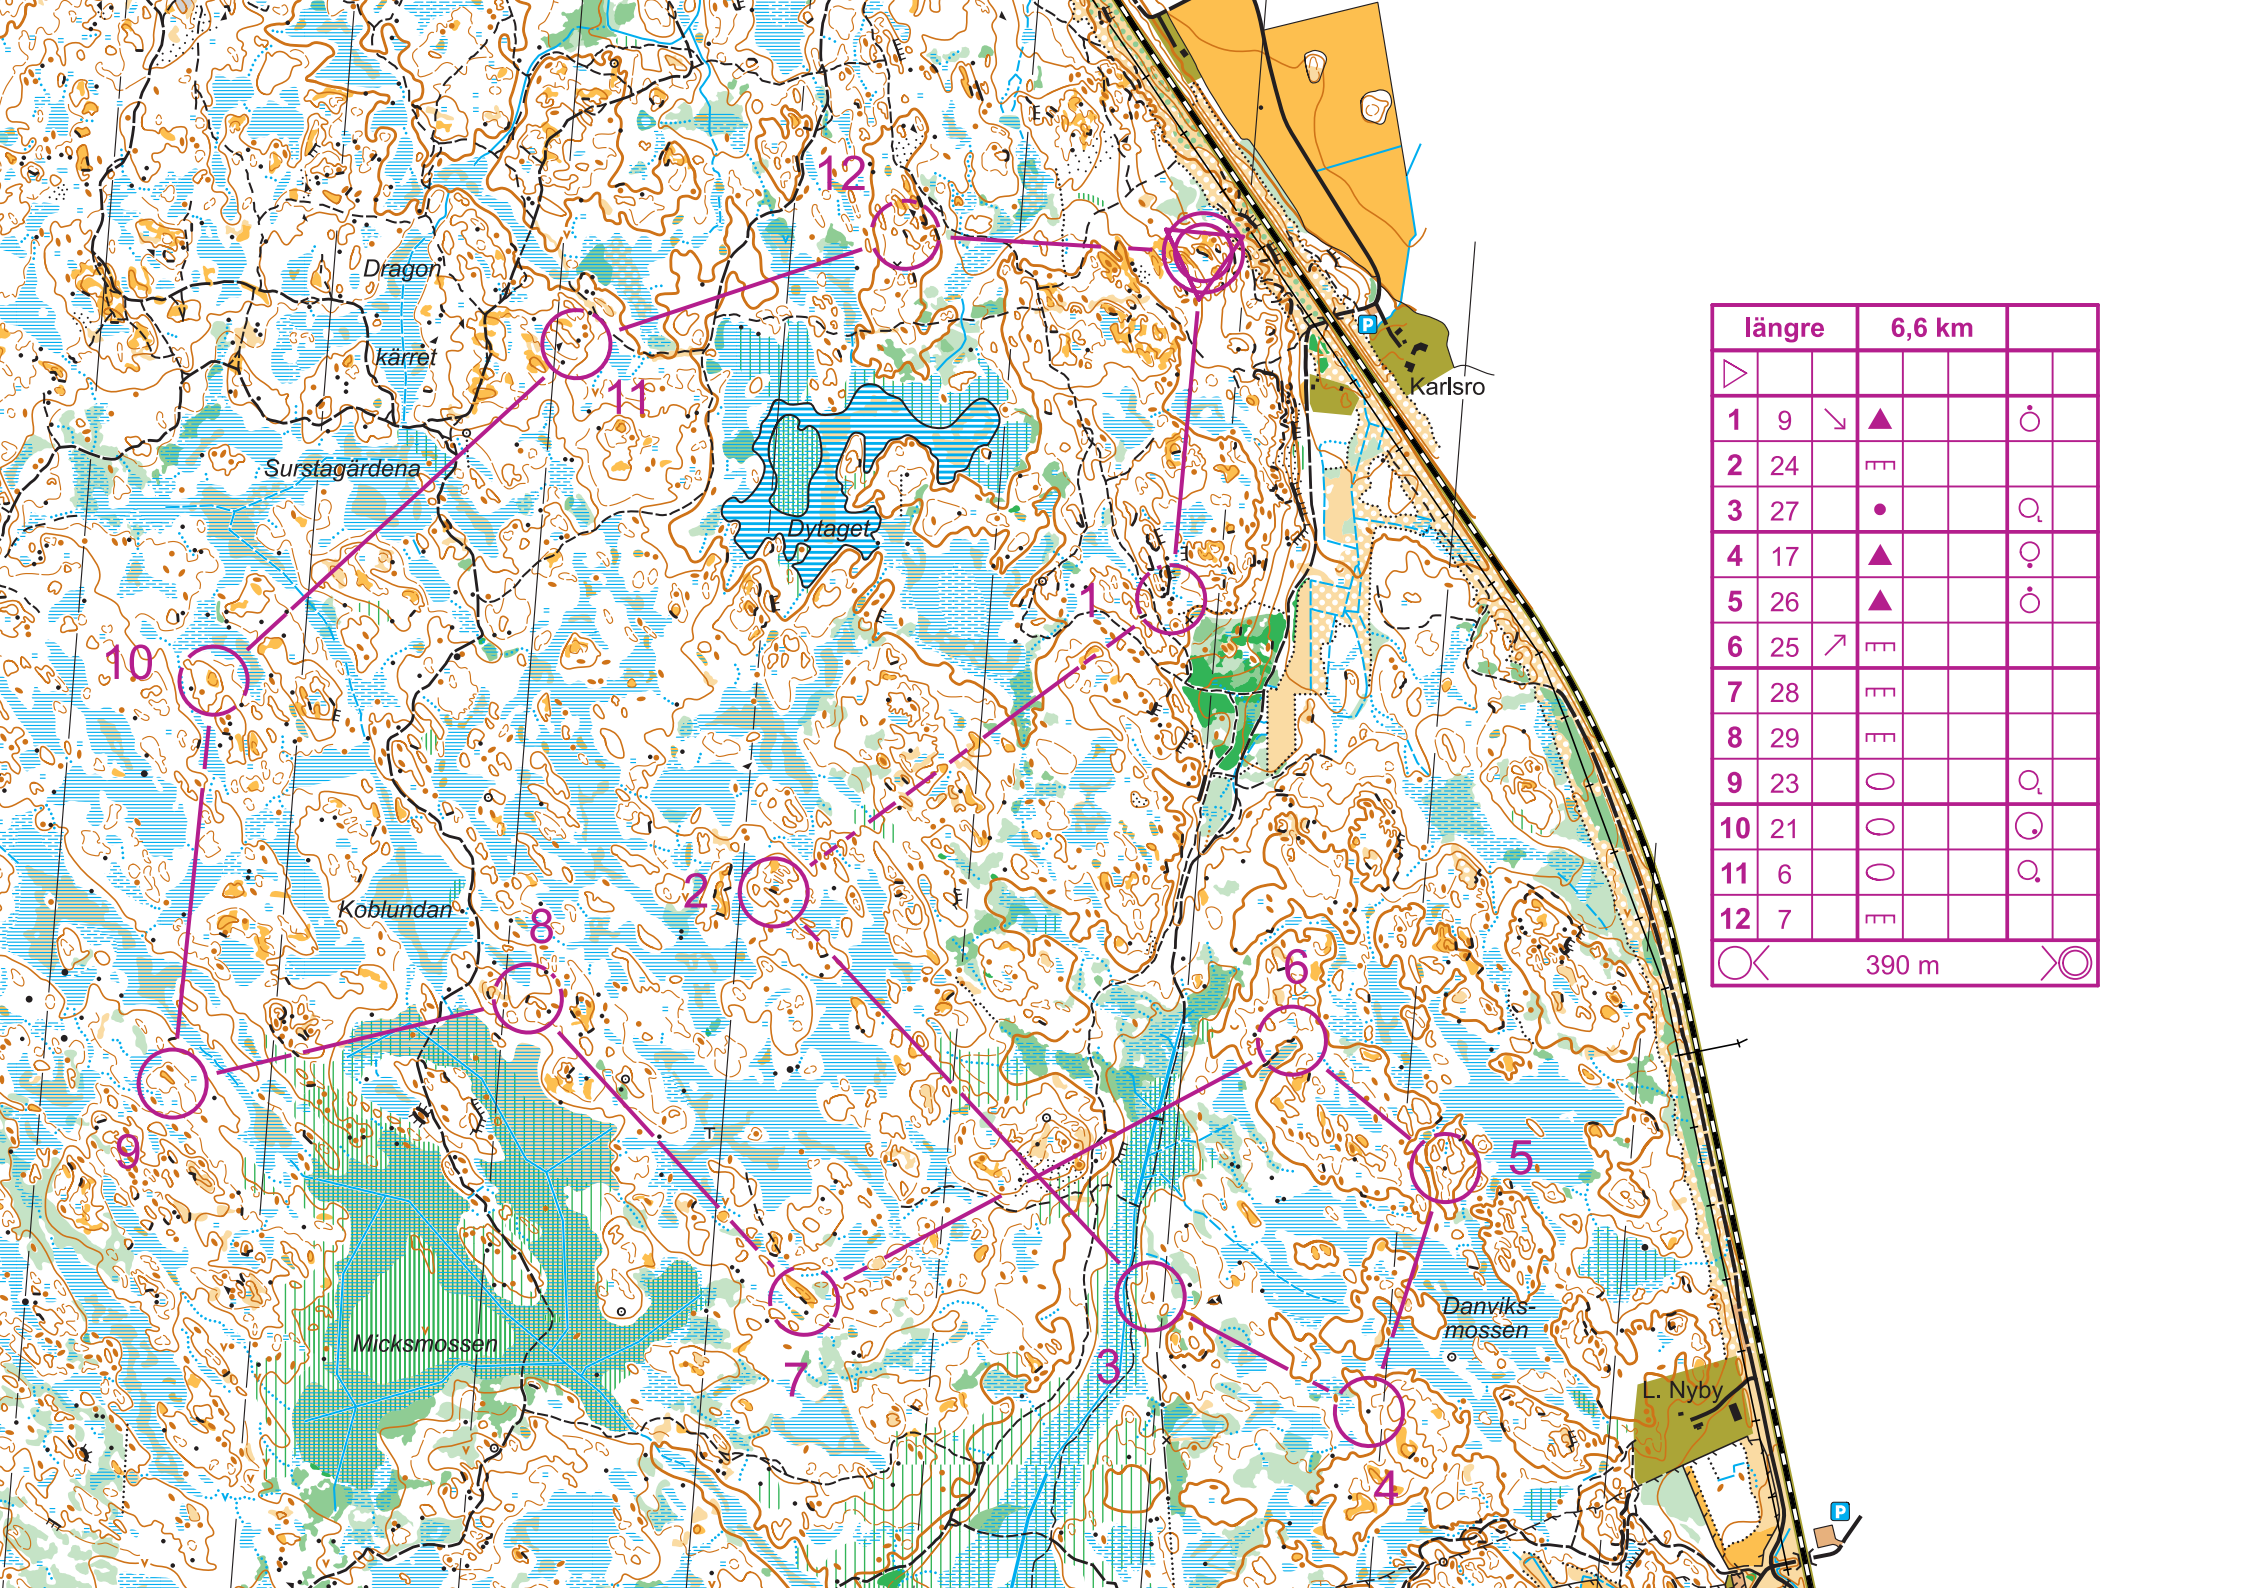 12
P
Karlsro
Dragon
kärret
11
Surstagärdena
Dytaget
1
10
2
Koblundan
8
6
9
5
Danviks-
mossen
Micksmossen
7
3
L. Nyby
4
P
längre 6,6 km
1 9
2 24
3 27
4 17
5 26
6 25
7 28
8 29
9 23
10 21
11 6
12 7
390 m